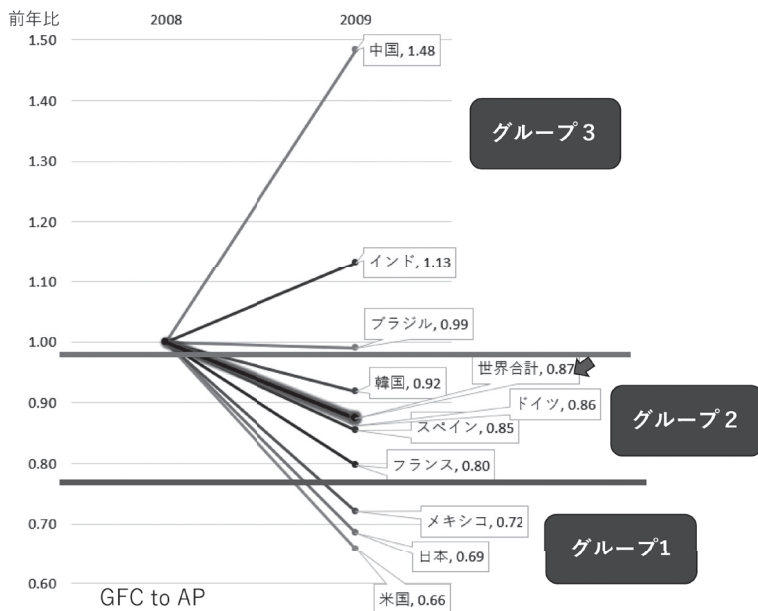 前年比
2008 2009
1.50
中国, 1.48
1.40
グループ3
1.30
1.20
インド, 1.13
1.10
ブラジル, 0.99
1.00
世界合計, 0.87
韓国, 0.92
ドイツ, 0.86
0.90
スペイン, 0.85
グループ2
フランス, 0.80
0.80
メキシコ, 0.72
0.70
グループ1
日本, 0.69
米国, 0.66
0.60
GFC to AP